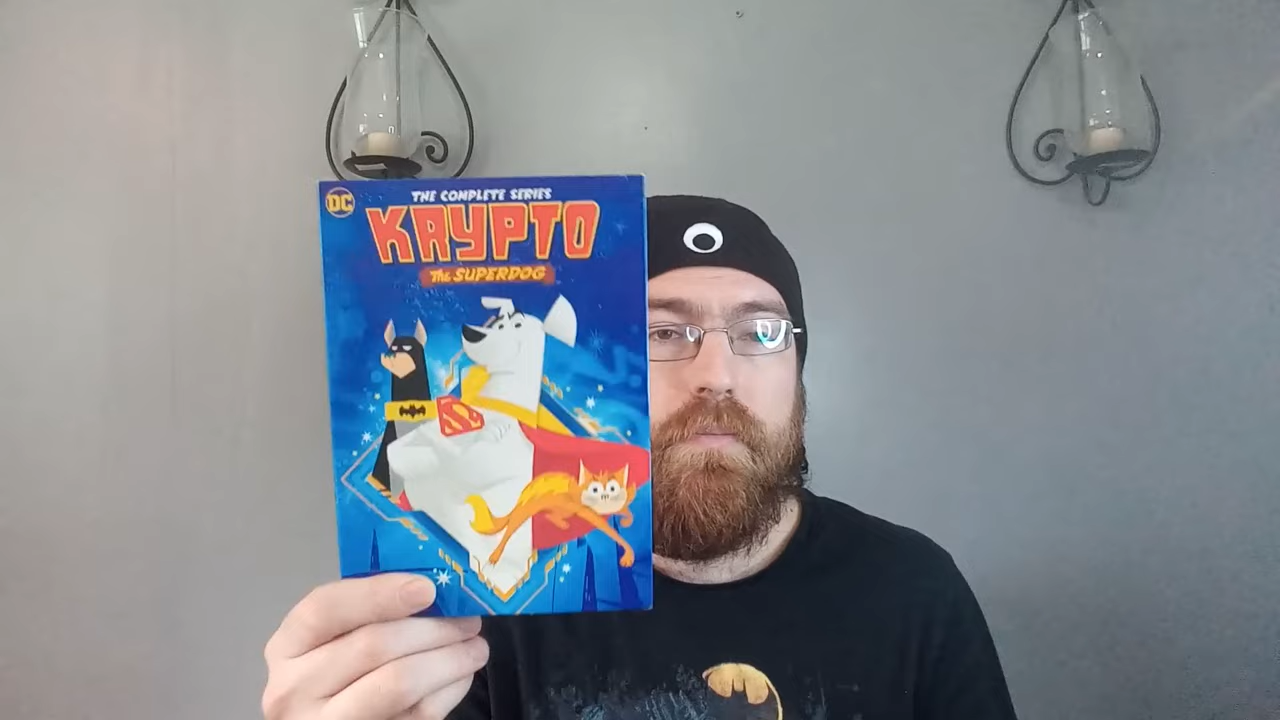 DC
THE COMPLETE SERIES
KRYPTO
The SUPERDOG
S